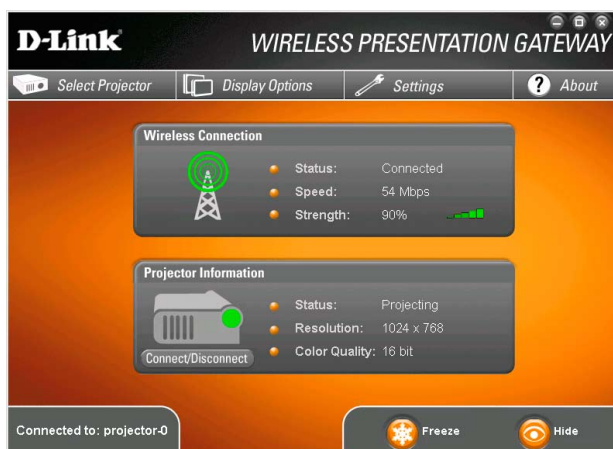 D-Link
WIRELESS PRESENTATION GATEWAY
Select Projector
Display Options
Settings
? About
Wireless Connection
Status: Connected
Speed: 54 Mbps
Strength: 90%
Projector Information
Status: Projecting
Resolution: 1024 x 768
Color Quality: 16 bit
Connect/Disconnect
Connected to: projector-0
Freeze
Hide